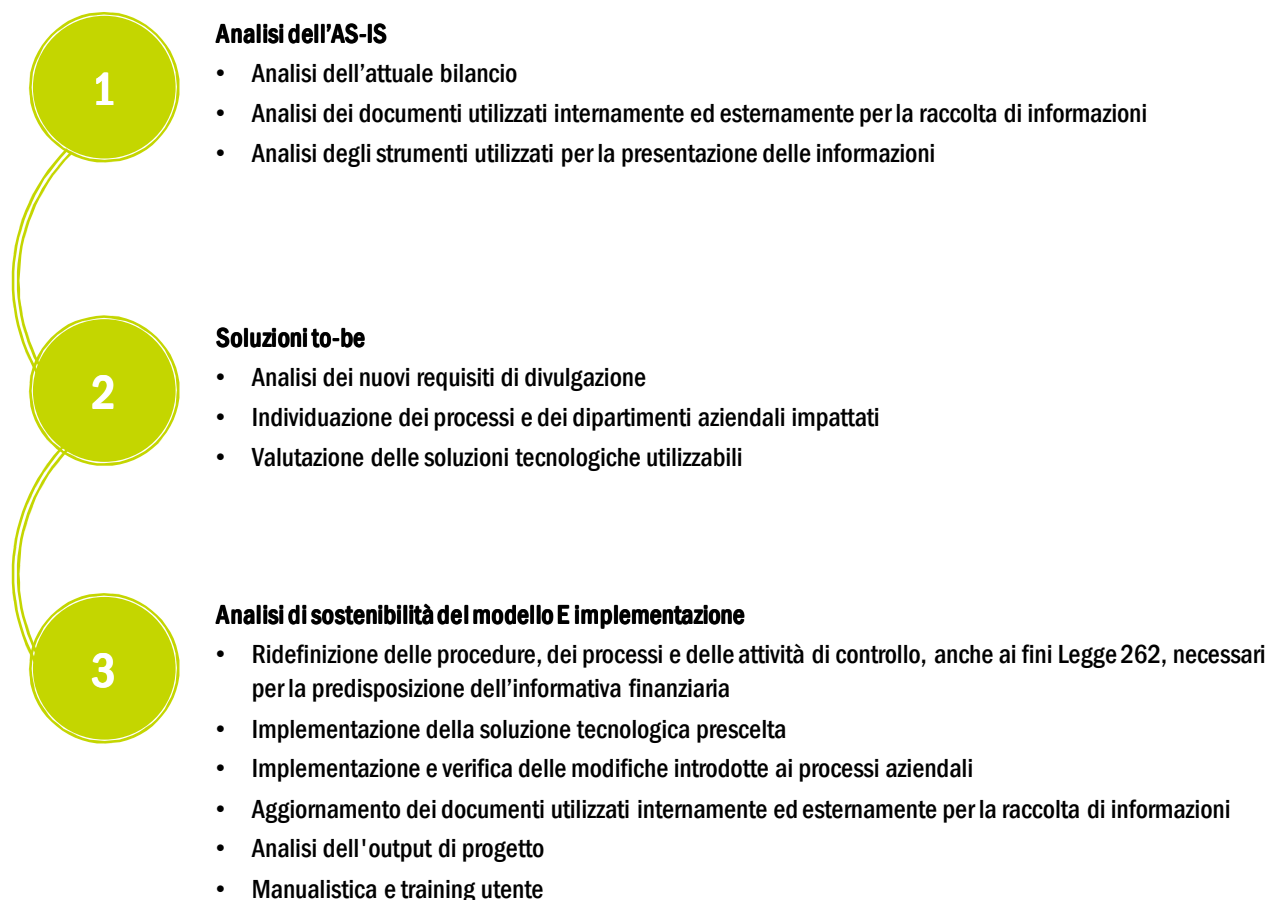 1
Analisi dell'AS-IS
• Analisi dell'attuale bilancio
• Analisi dei documenti utilizzati internamente ed esternamente per la raccolta di informazioni
• Analisi degli strumenti utilizzati per la presentazione delle informazioni
2
Soluzioni to-be
• Analisi dei nuovi requisiti di divulgazione
• Individuazione dei processi e dei dipartimenti aziendali impattati
• Valutazione delle soluzioni tecnologiche utilizzabili
3
Analisi di sostenibilità del modello E implementazione
• Ridefinizione delle procedure, dei processi e delle attività di controllo, anche ai fini Legge 262, necessari
per la predisposizione dell'informativa finanziaria
• Implementazione della soluzione tecnologica prescelta
• Implementazione e verifica delle modifiche introdotte ai processi aziendali
• Aggiornamento dei documenti utilizzati internamente ed esternamente per la raccolta di informazioni
• Analisi dell'output di progetto
• Manualistica e training utente